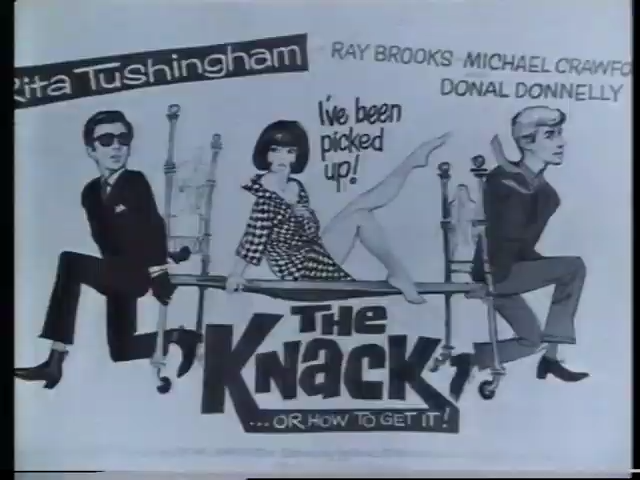 Rita Tushingham
RAY BROOKS MICHAEL CRAWFO
DONAL DONNELLY
I've been
picked
up!
THE
KNACK
...OR HOW TO GET IT!